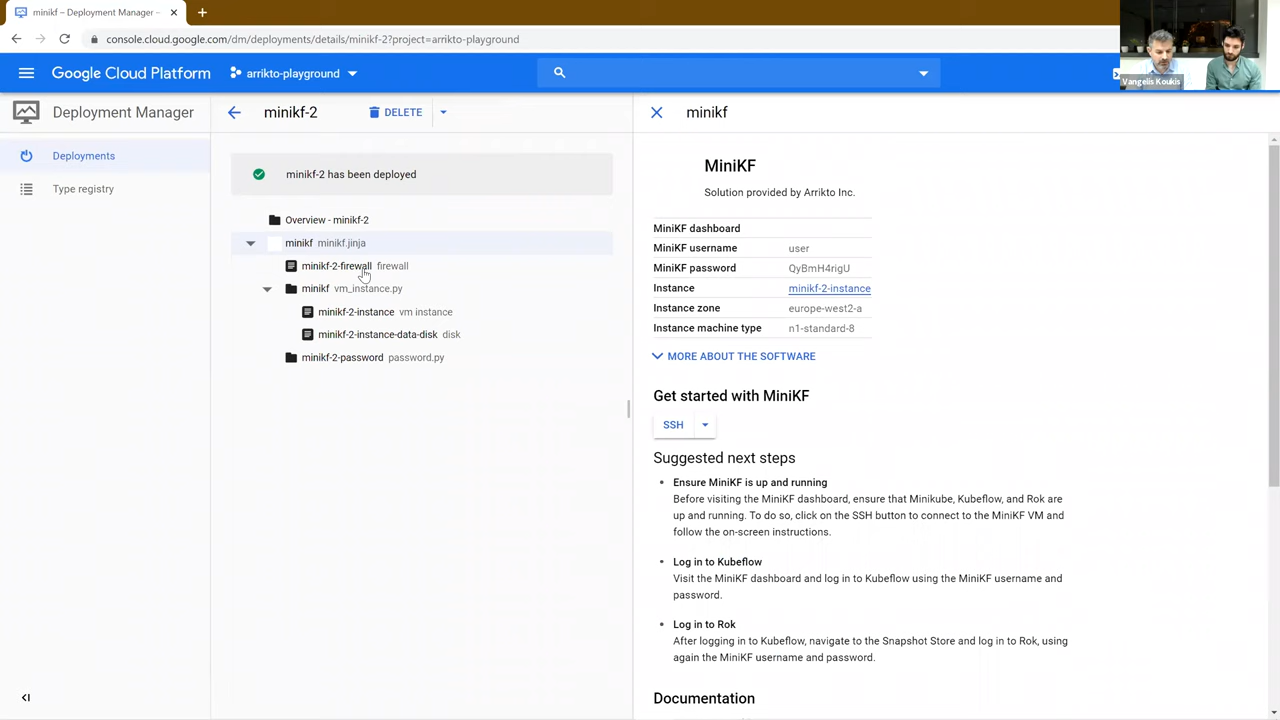 minikf – Deployment Manager –
console.cloud.google.com/dm/deployments/details/minikf-2?project=arrikto-playground
Vangelis Koukis
Google Cloud Platform
arrikto-playground
Deployment Manager
Deployments
Type registry
minikf-2
DELETE
minikf-2 has been deployed
Overview - minikf-2
minikf minikf.jinja
minikf-2-firewall firewall
minikf vm_instance.py
minikf-2-instance vm instance
minikf-2-instance-data-disk disk
minikf-2-password password.py
minikf
MiniKF
Solution provided by Arrikto Inc.
MiniKF dashboard
MiniKF username user
MiniKF password QyBmH4rigU
Instance minikf-2-instance
Instance zone europe-west2-a
Instance machine type n1-standard-8
MORE ABOUT THE SOFTWARE
Get started with MiniKF
SSH
Suggested next steps
• Ensure MiniKF is up and running
Before visiting the MiniKF dashboard, ensure that Minikube, Kubeflow, and Rok are
up and running. To do so, click on the SSH button to connect to the MiniKF VM and
follow the on-screen instructions.
• Log in to Kubeflow
Visit the MiniKF dashboard and log in to Kubeflow using the MiniKF username and
password.
• Log in to Rok
After logging in to Kubeflow, navigate to the Snapshot Store and log in to Rok, using
again the MiniKF username and password.
Documentation